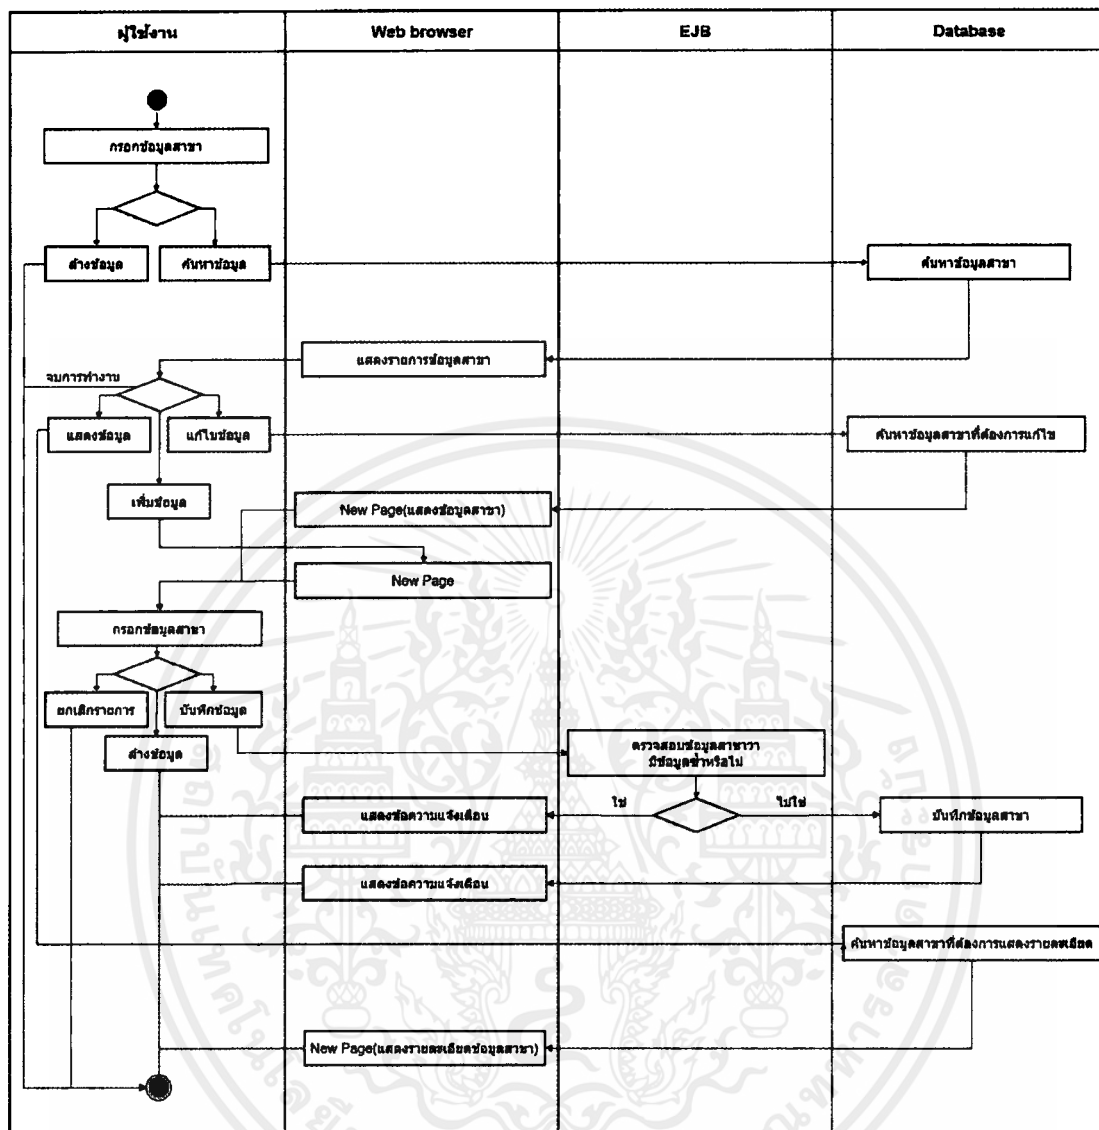 ผู้ใช้งาน
Web browser
EJB
Database
กรอกข้อมูลสาขา
ล้างข้อมูล
ค้นหาข้อมูล
ค้นหาข้อมูลสาขา
แสดงรายการข้อมูลสาขา
จบการทำงาน
แสดงข้อมูล
แก้ไขข้อมูล
ค้นหาข้อมูลสาขาที่ต้องการแก้ไข
เพิ่มข้อมูล
New Page(แสดงข้อมูลสาขา)
New Page
กรอกข้อมูลสาขา
ยกเลิกรายการ
บันทึกข้อมูล
ล้างข้อมูล
ตรวจสอบข้อมูลสาขาว่า
มีข้อมูลซ้ำหรือไม่
ใช่
ไม่ใช่
แสดงข้อความแจ้งเตือน
บันทึกข้อมูลสาขา
แสดงข้อความแจ้งเตือน
ค้นหาข้อมูลสาขาที่ต้องการแสดงรายละเอียด
New Page(แสดงรายละเอียดข้อมูลสาขา)